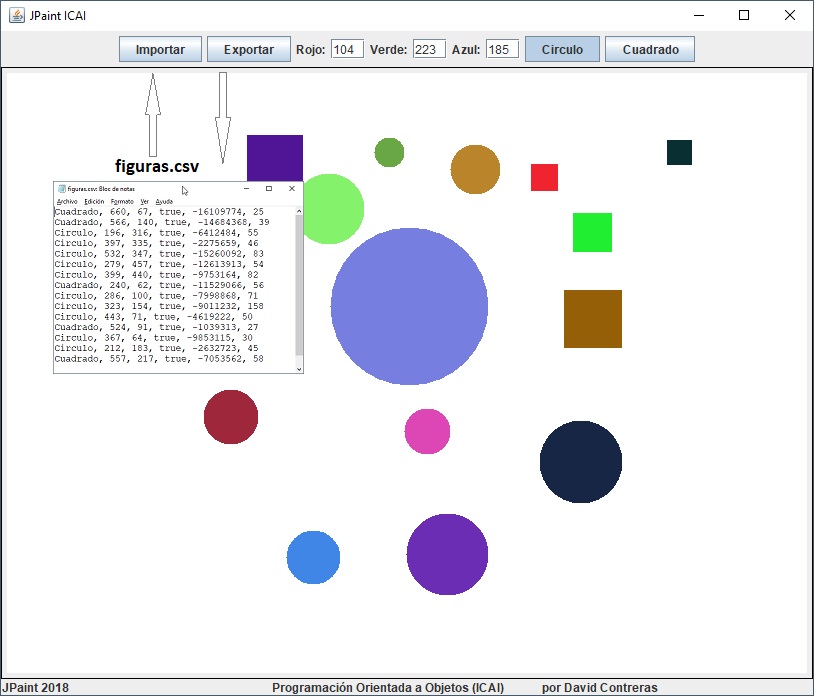 JPaint ICAI
Importar Exportar Rojo: 104 Verde: 223 Azul: 185 Círculo Cuadrado
figuras.csv
figuras.csv: Bloc de notas
Archivo Edición Formato Ver Ayuda
Cuadrado, 660, 67, true, -16109774, 25
Cuadrado, 566, 140, true, -14684368, 39
Circulo, 196, 316, true, -6412484, 55
Circulo, 397, 335, true, -2275659, 46
Circulo, 532, 347, true, -15260092, 83
Circulo, 279, 457, true, -12613913, 54
Circulo, 399, 440, true, -9753164, 82
Cuadrado, 240, 62, true, -11529066, 56
Circulo, 286, 100, true, -7998868, 71
Circulo, 323, 154, true, -9011232, 158
Circulo, 443, 71, true, -4619222, 50
Cuadrado, 524, 91, true, -1039313, 27
Circulo, 367, 64, true, -9853115, 30
Circulo, 212, 183, true, -2632723, 45
Cuadrado, 557, 217, true, -7053562, 58
JPaint 2018 Programación Orientada a Objetos (ICAI) por David Contreras